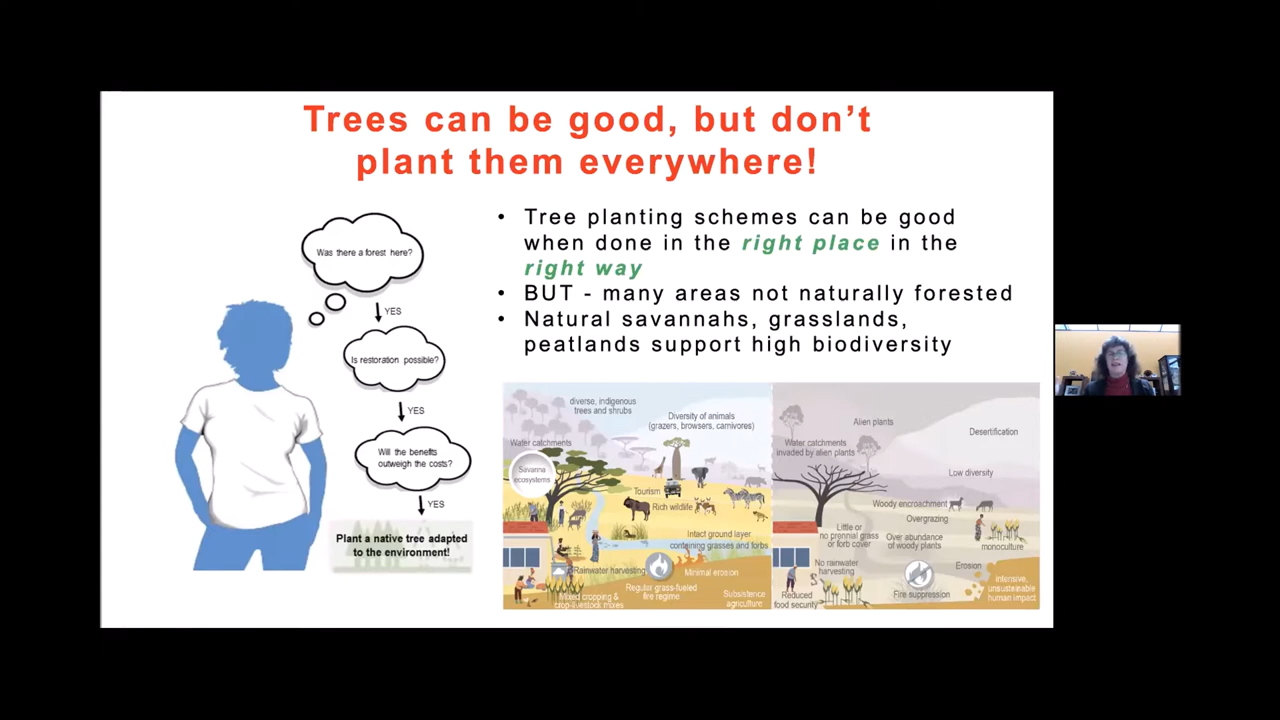 Trees can be good, but don't
plant them everywhere!
Was there a forest here?
YES
Is restoration possible?
YES
Will the benefits
outweigh the costs?
YES
Plant a native tree adapted
to the environment!
• Tree planting schemes can be good
when done in the right place in the
right way
• BUT - many areas not naturally forested
• Natural savannahs, grasslands,
peatlands support high biodiversity
diverse, indigenous
trees and shrubs
Diversity of animals
(grazers, browsers, carnivores)
Water catchments
Savanna
ecosystems
Tourism
Rich wildlife
Intact ground layer
containing grasses and forbs
Rainwater harvesting
Minimal erosion
Regular grass-fueled
fire regime
Mixed cropping &
crop-livestock mixes
Subsistence
agriculture
Alien plants
Desertification
Water catchments
invaded by alien plants
Low diversity
Woody encroachment
Overgrazing
Little or
no prennial grass
or forb cover
Over abundance
of woody plants
monoculture
No rainwater
harvesting
Erosion
Fire suppression
intensive,
unsustainable
human impact
Reduced
food security